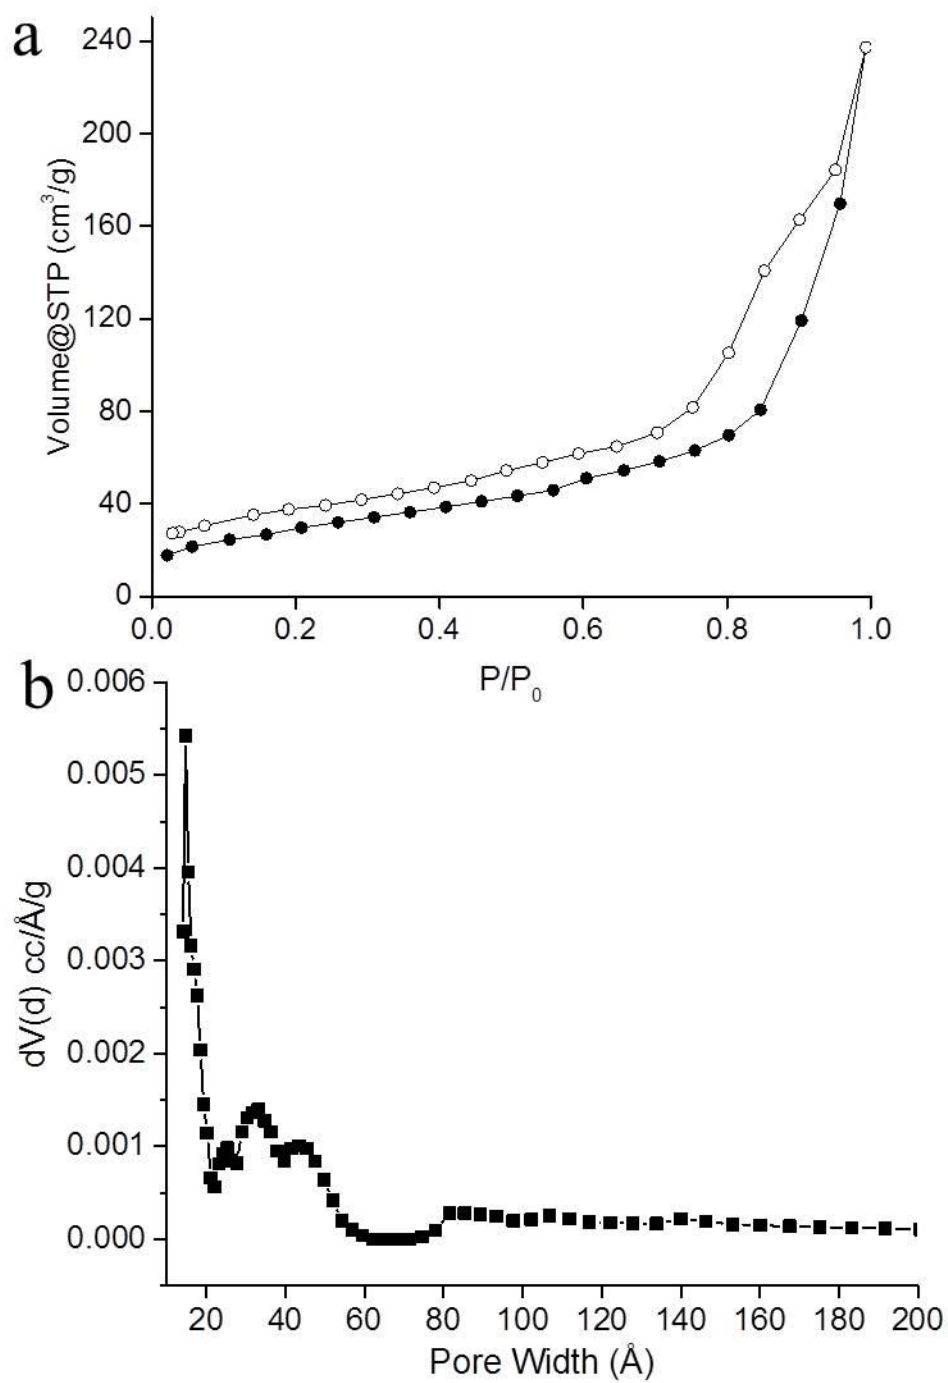 a
240
200
160
120
80
40
0
Volume@STP (cm³/g)
0.0 0.2 0.4 0.6 0.8 1.0
P/P₀
b
0.006
0.005
0.004
0.003
0.002
0.001
0.000
dV(d) cc/Å/g
20 40 60 80 100 120 140 160 180 200
Pore Width (Å)